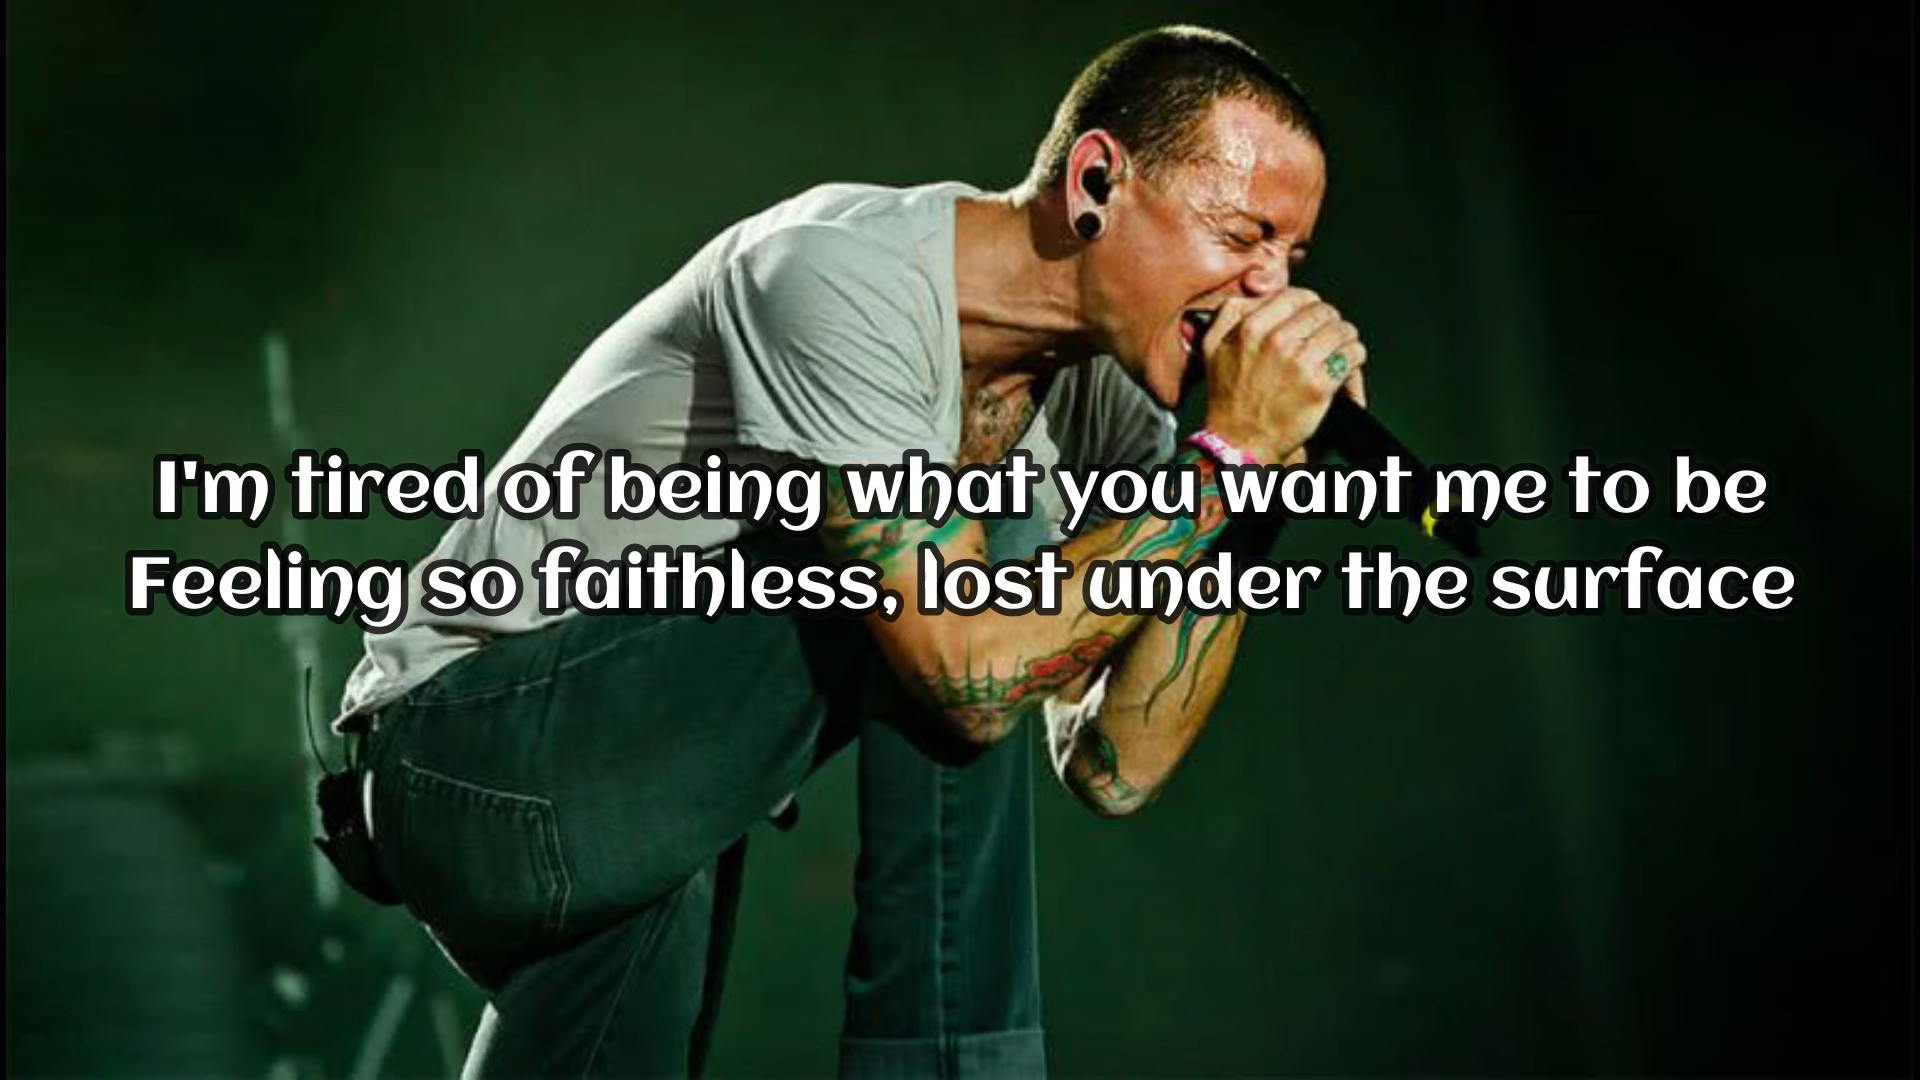 I'm tired of being what you want me to be
Feeling so faithless, lost under the surface